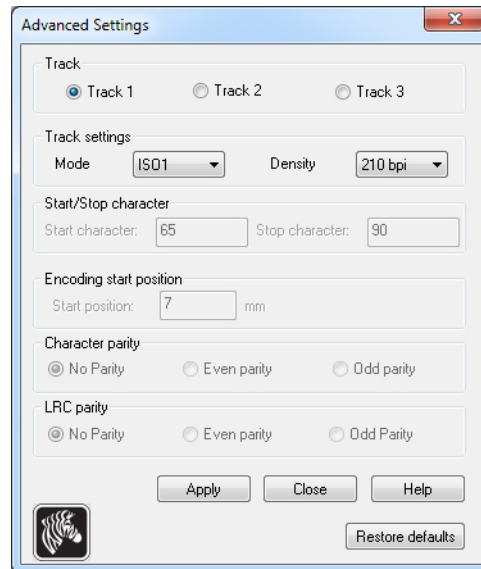 Advanced Settings
Track
Track 1 Track 2 Track 3
Track settings
Mode ISO1 Density 210 bpi
Start/Stop character
Start character: 65 Stop character: 90
Encoding start position
Start position: 7 mm
Character parity
No Parity Even parity Odd parity
LRC parity
No Parity Even parity Odd Parity
Apply Close Help
Restore defaults